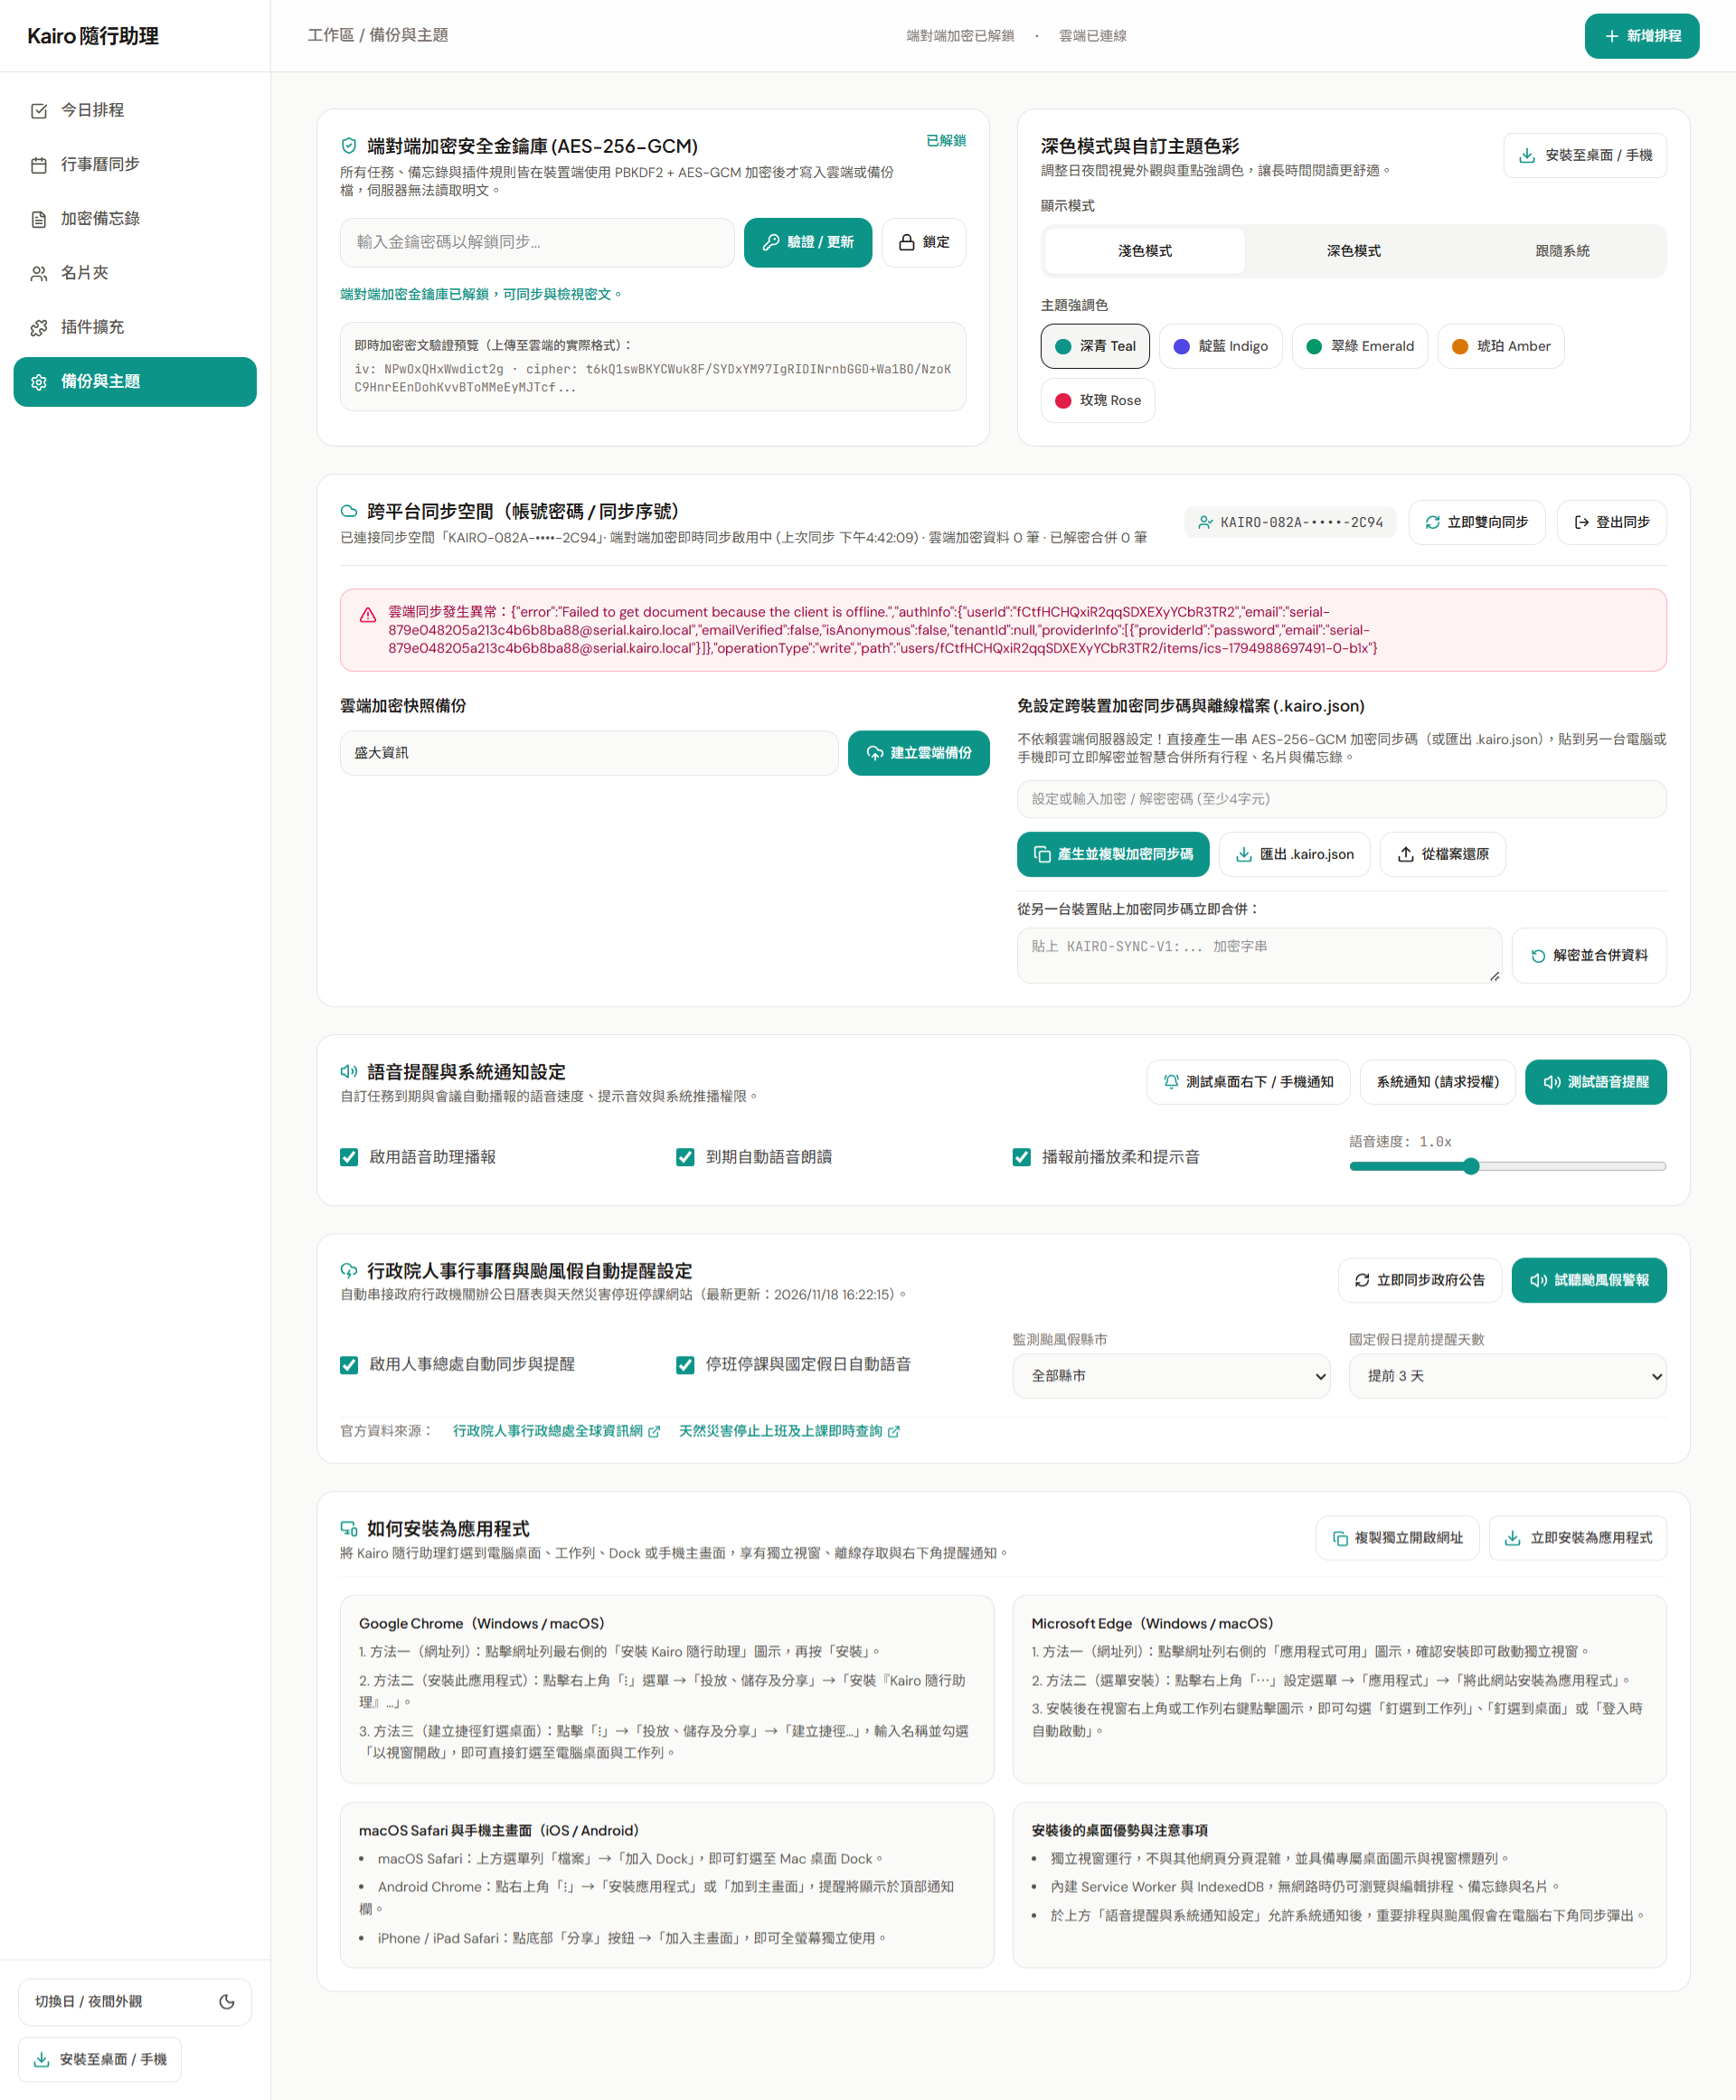 Kairo 隨行助理
工作區 / 備份與主題
端對端加密已解鎖 · 雲端已連線
新增排程
今日排程
行事曆同步
加密備忘錄
名片夾
插件擴充
備份與主題
端對端加密安全金鑰庫 (AES-256-GCM)
已解鎖
所有任務、備忘錄與插件規則皆在裝置端使用 PBKDF2 + AES-GCM 加密後才寫入雲端或備份
檔，伺服器無法讀取明文。
輸入金鑰密碼以解鎖同步...
驗證 / 更新
鎖定
端對端加密金鑰庫已解鎖，可同步與檢視密文。
即時加密密文驗證預覽（上傳至雲端的實際格式）：
iv: NPwOxQHxWwdict2g · cipher: t6kQ1swBKYCWuk8F/SYDxYM97IgRIDINrnbGGD+Wa1BO/NzoK
C9HnrEEnDohKvvBToMMeEyMJTcf...
深色模式與自訂主題色彩
調整日夜間視覺外觀與重點強調色，讓長時間閱讀更舒適。
安裝至桌面 / 手機
顯示模式
淺色模式
深色模式
跟隨系統
主題強調色
深青 Teal
靛藍 Indigo
翠綠 Emerald
琥珀 Amber
玫瑰 Rose
跨平台同步空間（帳號密碼 / 同步序號）
已連接同步空間「KAIRO-082A-••••-2C94」· 端對端加密即時同步啟用中 (上次同步 下午4:42:09) · 雲端加密資料 0 筆 · 已解密合併 0 筆
KAIRO-082A-••••-2C94
立即雙向同步
登出同步
雲端同步發生異常：{"error":"Failed to get document because the client is offline.","authInfo":{"userId":"fCtfHCHQxiR2qqSDXEXyYCbR3TR2","email":"serial-
879e048205a213c4b6b8ba88@serial.kairo.local","emailVerified":false,"isAnonymous":false,"tenantId":null,"providerInfo":[{"providerId":"password","email":"serial-
879e048205a213c4b6b8ba88@serial.kairo.local"}]},"operationType":"write","path":"users/fCtfHCHQxiR2qqSDXEXyYCbR3TR2/items/ics-1794988697491-0-b1x"}
雲端加密快照備份
盛大資訊
建立雲端備份
免設定跨裝置加密同步碼與離線檔案 (.kairo.json)
不依賴雲端伺服器設定！直接產生一串 AES-256-GCM 加密同步碼（或匯出 .kairo.json），貼到另一台電腦或
手機即可立即解密並智慧合併所有行程、名片與備忘錄。
設定或輸入加密 / 解密密碼 (至少4字元)
產生並複製加密同步碼
匯出 .kairo.json
從檔案還原
從另一台裝置貼上加密同步碼立即合併：
貼上 KAIRO-SYNC-V1:... 加密字串
解密並合併資料
語音提醒與系統通知設定
自訂任務到期與會議自動播報的語音速度、提示音效與系統推播權限。
測試桌面右下 / 手機通知
系統通知 (請求授權)
測試語音提醒
啟用語音助理播報
到期自動語音朗讀
播報前播放柔和提示音
語音速度: 1.0x
行政院人事行事曆與颱風假自動提醒設定
自動串接政府行政機關辦公日曆表與天然災害停班停課網站（最新更新：2026/11/18 16:22:15）。
立即同步政府公告
試聽颱風假警報
啟用人事總處自動同步與提醒
停班停課與國定假日自動語音
監測颱風假縣市
全部縣市
國定假日提前提醒天數
提前 3 天
官方資料來源：
行政院人事行政總處全球資訊網
天然災害停止上班及上課即時查詢
如何安裝為應用程式
將 Kairo 隨行助理釘選到電腦桌面、工作列、Dock 或手機主畫面，享有獨立視窗、離線存取與右下角提醒通知。
複製獨立開啟網址
立即安裝為應用程式
Google Chrome（Windows / macOS）
1. 方法一（網址列）：點擊網址列最右側的「安裝 Kairo 隨行助理」圖示，再按「安裝」。
2. 方法二（安裝此應用程式）：點擊右上角「⋮」選單 →「投放、儲存及分享」→「安裝『Kairo 隨行助
理』...」。
3. 方法三（建立捷徑釘選桌面）：點擊「⋮」→「投放、儲存及分享」→「建立捷徑...」，輸入名稱並勾選
「以視窗開啟」，即可直接釘選至電腦桌面與工作列。
Microsoft Edge（Windows / macOS）
1. 方法一（網址列）：點擊網址列右側的「應用程式可用」圖示，確認安裝即可啟動獨立視窗。
2. 方法二（選單安裝）：點擊右上角「⋯」設定選單 →「應用程式」→「將此網站安裝為應用程式」。
3. 安裝後在視窗右上角或工作列右鍵點擊圖示，即可勾選「釘選到工作列」、「釘選到桌面」或「登入時
自動啟動」。
macOS Safari 與手機主畫面（iOS / Android）
• macOS Safari：上方選單列「檔案」→「加入 Dock」，即可釘選至 Mac 桌面 Dock。
• Android Chrome：點右上角「⋮」→「安裝應用程式」或「加到主畫面」，提醒將顯示於頂部通知
欄。
• iPhone / iPad Safari：點底部「分享」按鈕 →「加入主畫面」，即可全螢幕獨立使用。
安裝後的桌面優勢與注意事項
• 獨立視窗運行，不與其他網頁分頁混雜，並具備專屬桌面圖示與視窗標題列。
• 內建 Service Worker 與 IndexedDB，無網路時仍可瀏覽與編輯排程、備忘錄與名片。
• 於上方「語音提醒與系統通知設定」允許系統通知後，重要排程與颱風假會在電腦右下角同步彈出。
切換日 / 夜間外觀
安裝至桌面 / 手機